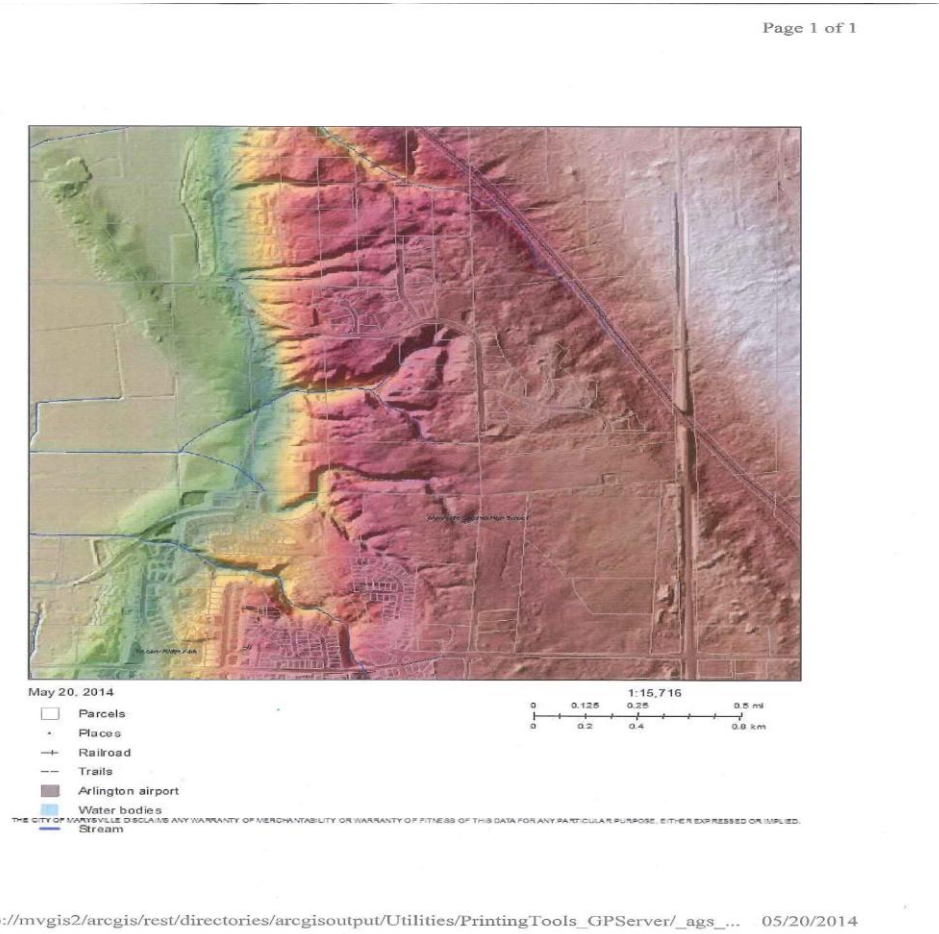 Page 1 of 1
May 20, 2014
1:15,716
0 0.125 0.25 0.5 mi
0 0.2 0.4 0.8 km
Parcels
Places
Railroad
Trails
Arlington airport
Water bodies
THE CITY OF MARYSVILLE DISCLAIMS ANY WARRANTY OF MERCHANTABILITY OR WARRANTY OF FITNESS OF THIS DATA FOR ANY PARTICULAR PURPOSE, EITHER EXPRESSED OR IMPLIED.
Stream
://mvgis2/arcgis/rest/directories/arcgisoutput/Utilities/PrintingTools_GPServer/_ags_... 05/20/2014